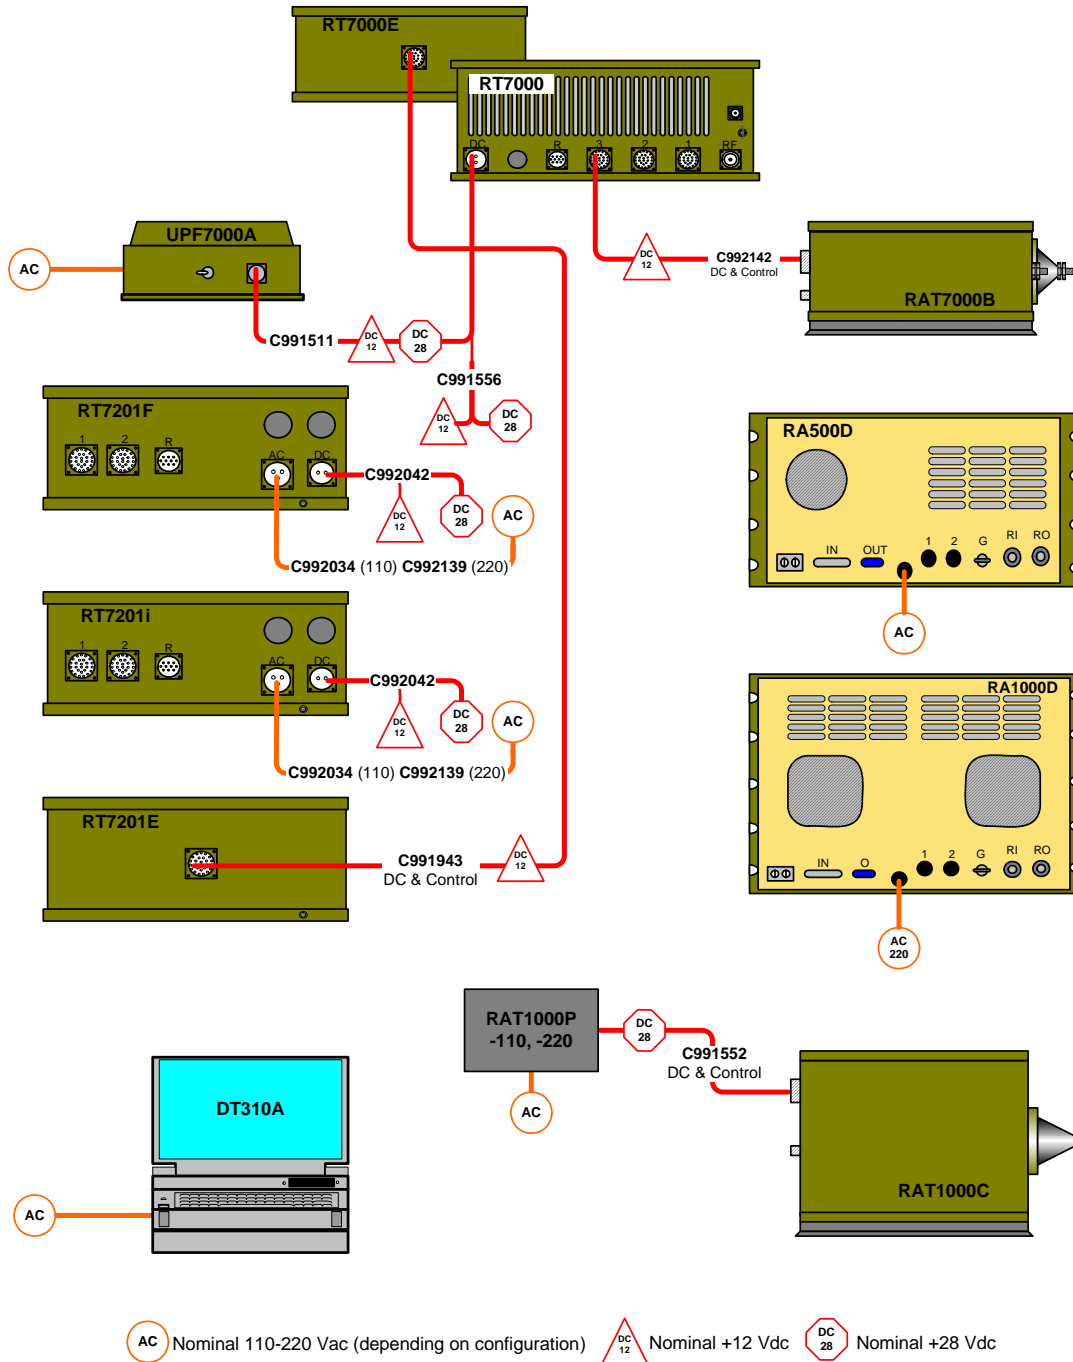 RT7000E
RT7000
DC
R
3
2
1
RF
UPF7000A
AC
DC
12
C992142
DC & Control
RAT7000B
C991511
DC
12
DC
28
C991556
DC
12
DC
28
RT7201F
1
2
R
AC
DC
C992042
DC
12
DC
28
AC
C992034 (110) C992139 (220)
RA500D
IN
OUT
1
2
G
RI
RO
AC
RT7201i
1
2
R
AC
DC
C992042
DC
12
DC
28
AC
C992034 (110) C992139 (220)
RA1000D
IN
O
1
2
G
RI
RO
AC
220
RT7201E
C991943
DC & Control
DC
12
RAT1000P
-110, -220
DC
28
C991552
DC & Control
AC
RAT1000C
DT310A
AC
AC Nominal 110-220 Vac (depending on configuration)
DC
12
Nominal +12 Vdc
DC
28
Nominal +28 Vdc